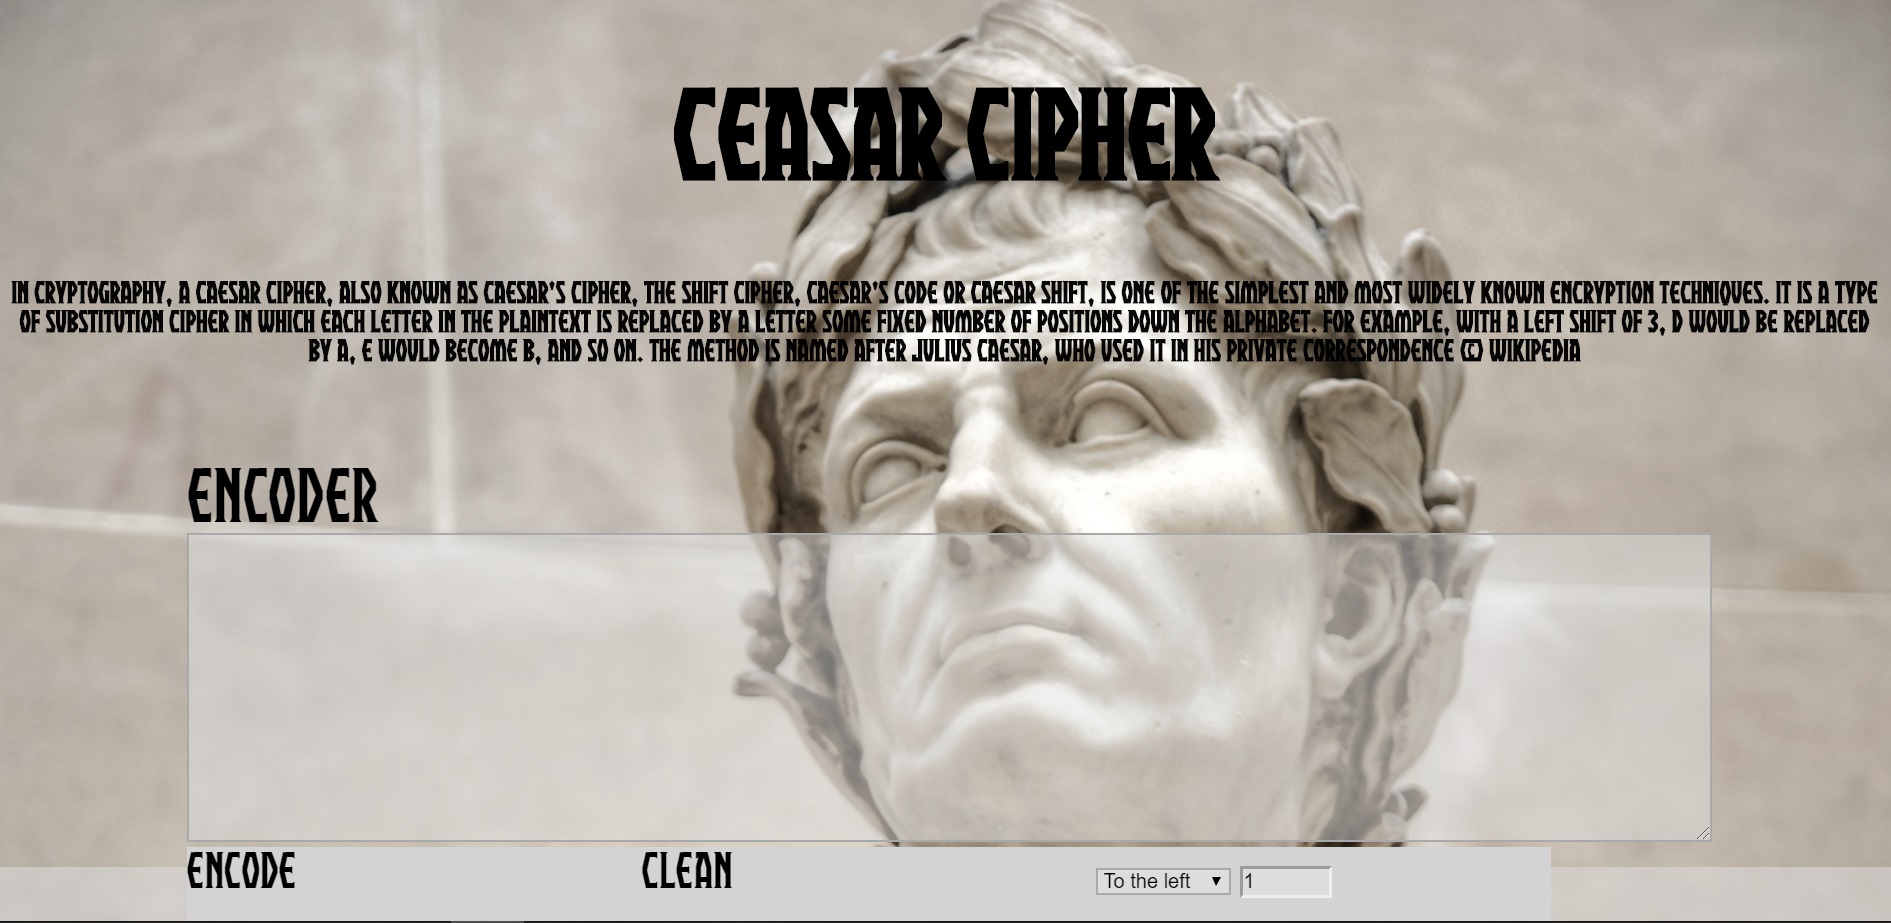 CEASAR CIPHER
IN CRYPTOGRAPHY, A CAESAR CIPHER, ALSO KNOWN AS CAESAR'S CIPHER, THE SHIFT CIPHER, CAESAR'S CODE OR CAESAR SHIFT, IS ONE OF THE SIMPLEST AND MOST WIDELY KNOWN ENCRYPTION TECHNIQUES. IT IS A TYPE
OF SUBSTITUTION CIPHER IN WHICH EACH LETTER IN THE PLAINTEXT IS REPLACED BY A LETTER SOME FIXED NUMBER OF POSITIONS DOWN THE ALPHABET. FOR EXAMPLE, WITH A LEFT SHIFT OF 3, D WOULD BE REPLACED
BY A, E WOULD BECOME B, AND SO ON. THE METHOD IS NAMED AFTER JULIUS CAESAR, WHO USED IT IN HIS PRIVATE CORRESPONDENCE (C) WIKIPEDIA
ENCODER
ENCODE CLEAN To the left 1